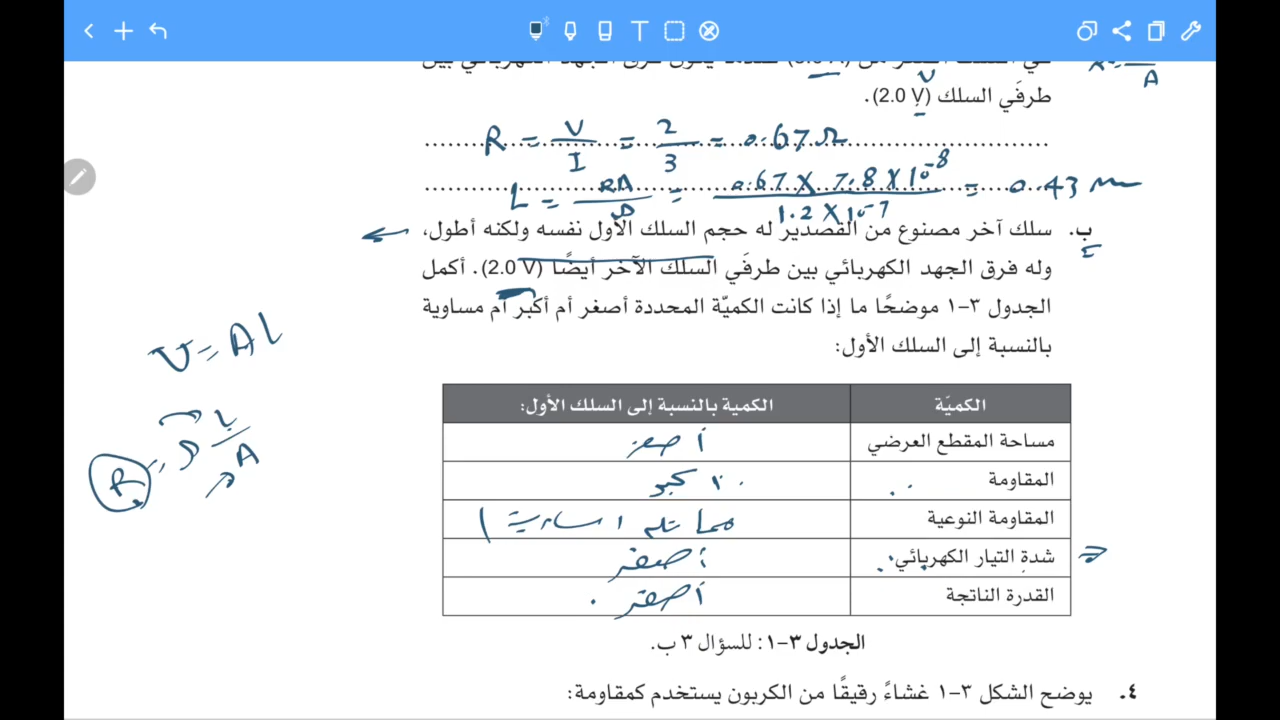 طرفَي السلك (2.0 V).
R = V/I = 2/3 = 0.67 Ω
L = RA/ρ = 0.67 × 7.8 × 10⁻⁸ / 1.2 × 10⁻⁷ = 0.43 m
ب. سلك آخر مصنوع من القصدير له حجم السلك الأول نفسه ولكنه أطول،
وله فرق الجهد الكهربائي بين طرفَي السلك الآخر أيضًا (2.0 V). أكمل
الجدول ٣-١ موضحًا ما إذا كانت الكميّة المحددة أصغر أم أكبر أم مساوية
بالنسبة إلى السلك الأول:
V = AL
R = ρ L/A
الكميّة الكمية بالنسبة إلى السلك الأول:
مساحة المقطع العرضي أصغر
المقاومة أكبر
المقاومة النوعية مماثلة (مساوية)
شدة التيار الكهربائي أصغر
القدرة الناتجة أصغر
الجدول ٣-١: للسؤال ٣ ب.
٤. يوضح الشكل ٣-١ غشاءً رقيقًا من الكربون يستخدم كمقاومة: